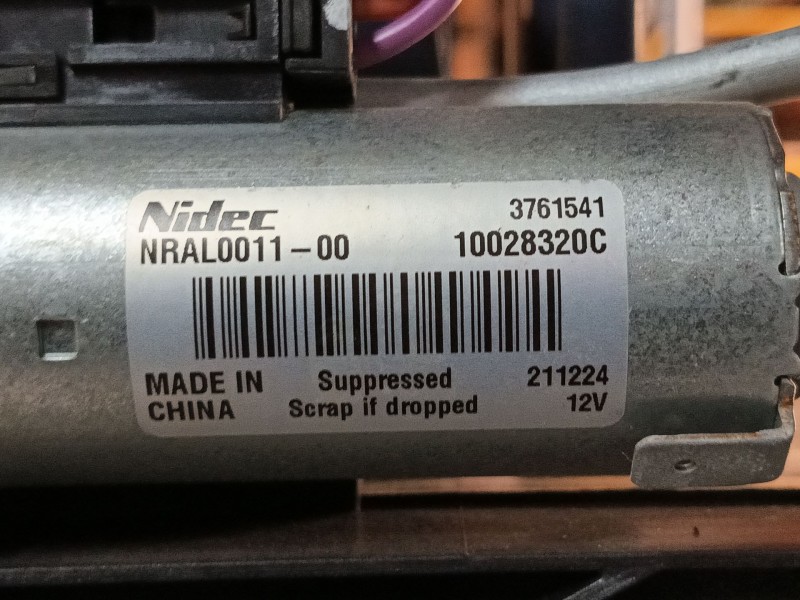 Nidec 3761541
NRAL0011-00 10028320C
MADE IN Suppressed 211224
CHINA Scrap if dropped 12V